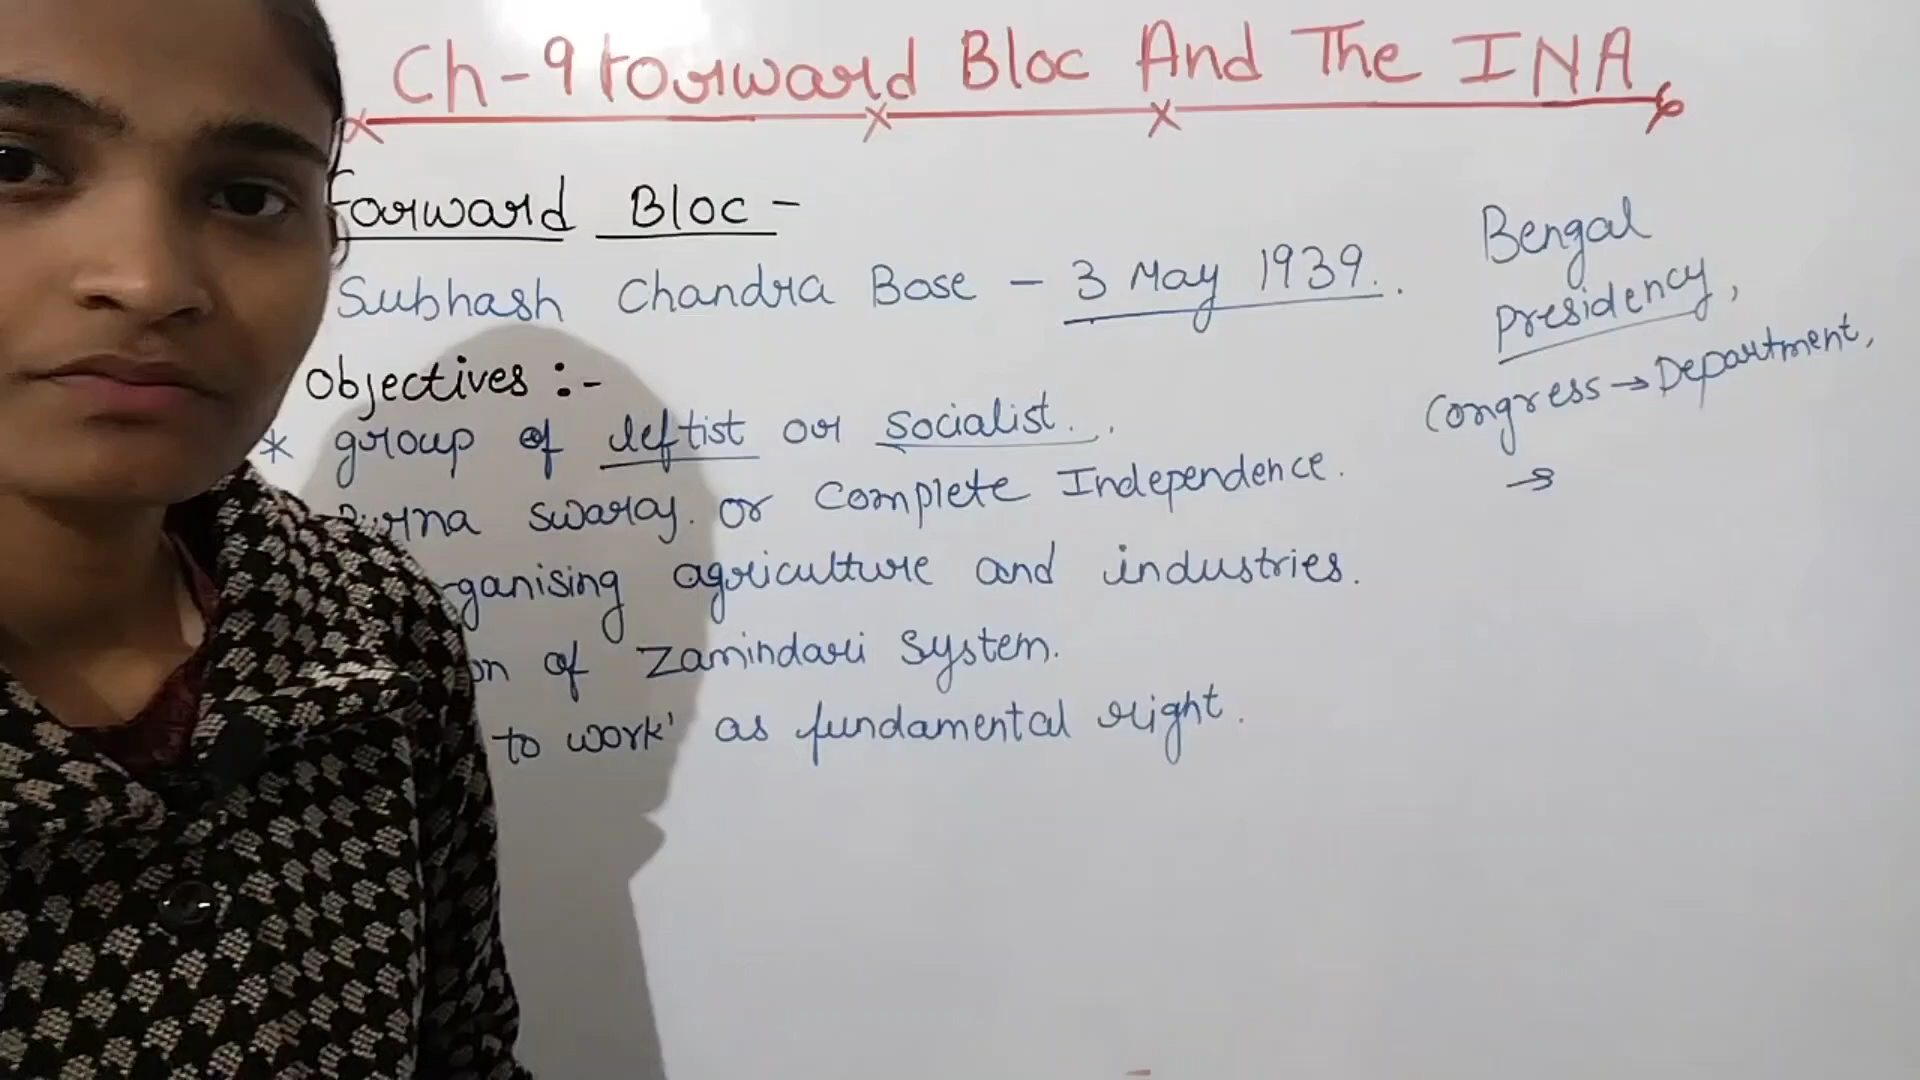 Ch-9 Forward Bloc And The INA
Forward Bloc -
Subhash Chandra Bose - 3 May 1939.
Objectives :-
* group of leftist or socialist.
Purna swaraj. or Complete Independence.
ganising agriculture and industries.
on of Zamindari System.
to work' as fundamental right.
Bengal
Presidency,
Congress → Department,
→